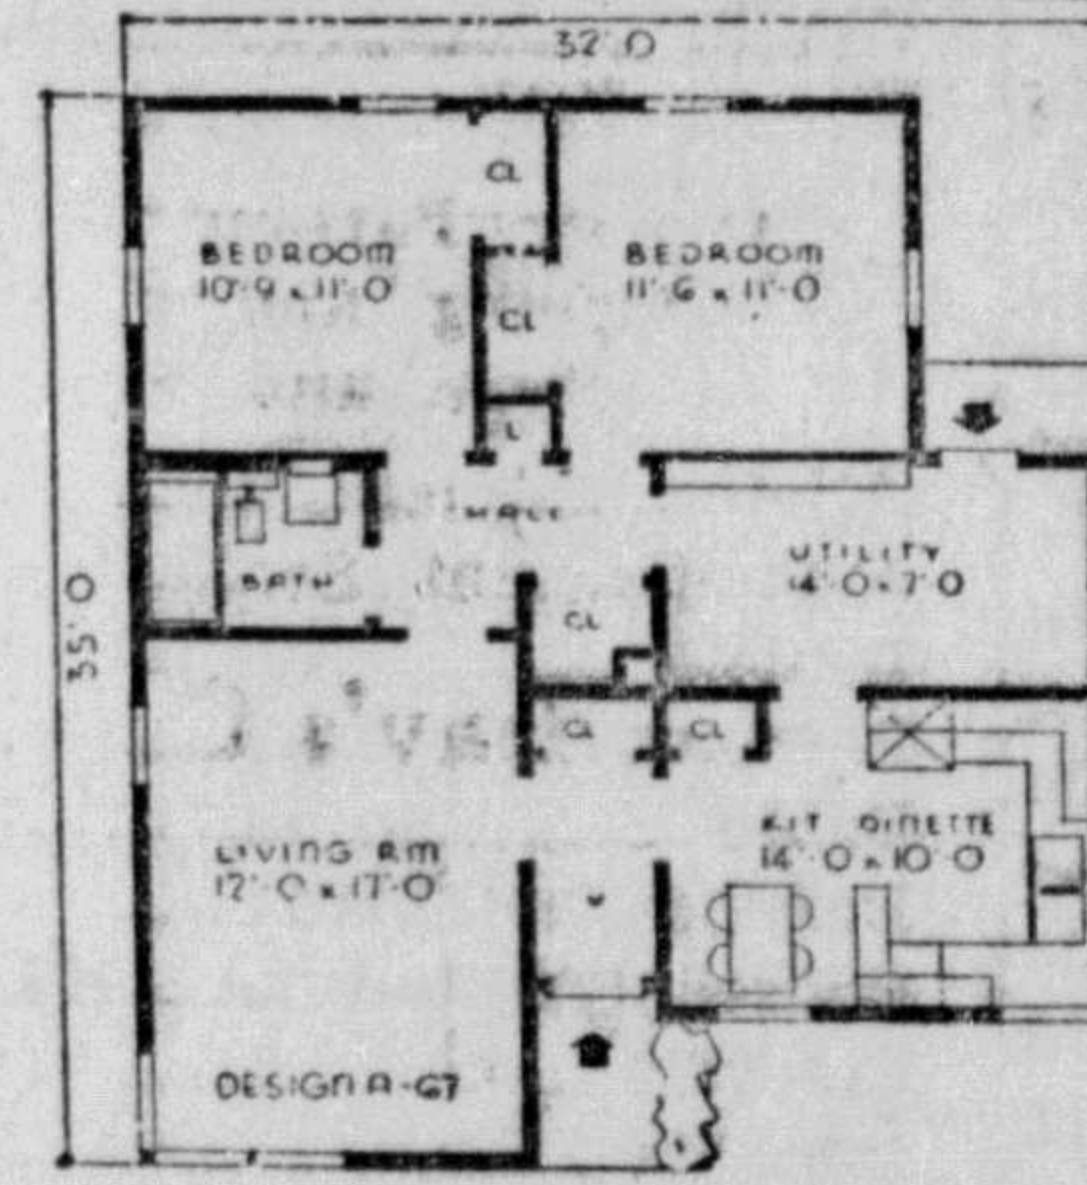 32'-0
CL
BEDROOM
10'-9 x 11'-0
BEDROOM
11'-6 x 11'-0
CL
L
HALL
UTILITY
14'-0 x 7'-0
BATH
35'-0
CL
CL
CL
LIVING RM
12'-0 x 17'-0
KIT DINETTE
14'-0 x 10'-0
V
DESIGN A-67